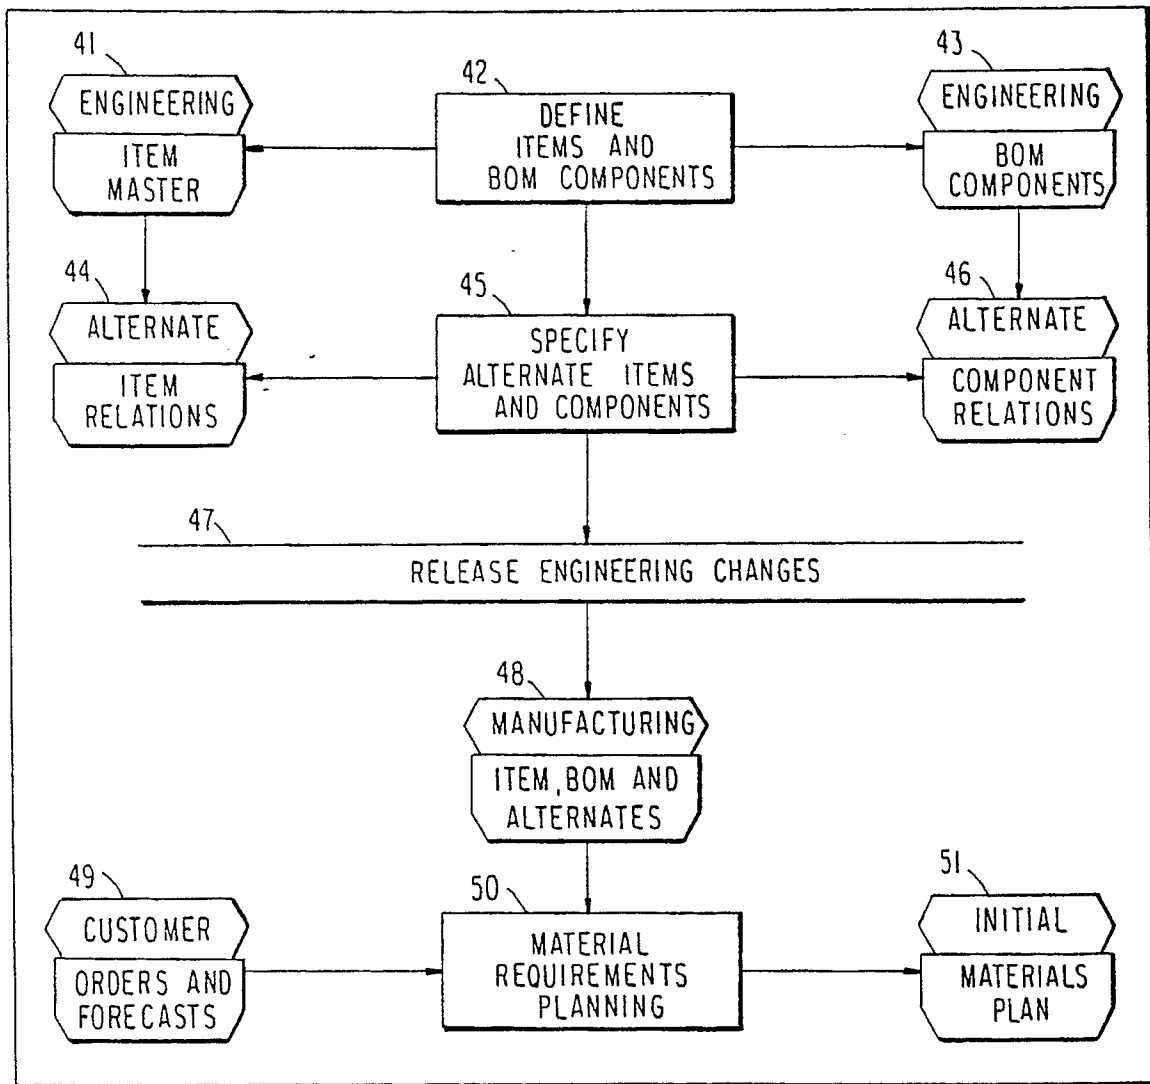 41
ENGINEERING
ITEM
MASTER
42
DEFINE
ITEMS AND
BOM COMPONENTS
43
ENGINEERING
BOM
COMPONENTS
44
ALTERNATE
ITEM
RELATIONS
45
SPECIFY
ALTERNATE ITEMS
AND COMPONENTS
46
ALTERNATE
COMPONENT
RELATIONS
47
RELEASE ENGINEERING CHANGES
48
MANUFACTURING
ITEM, BOM AND
ALTERNATES
49
CUSTOMER
ORDERS AND
FORECASTS
50
MATERIAL
REQUIREMENTS
PLANNING
51
INITIAL
MATERIALS
PLAN